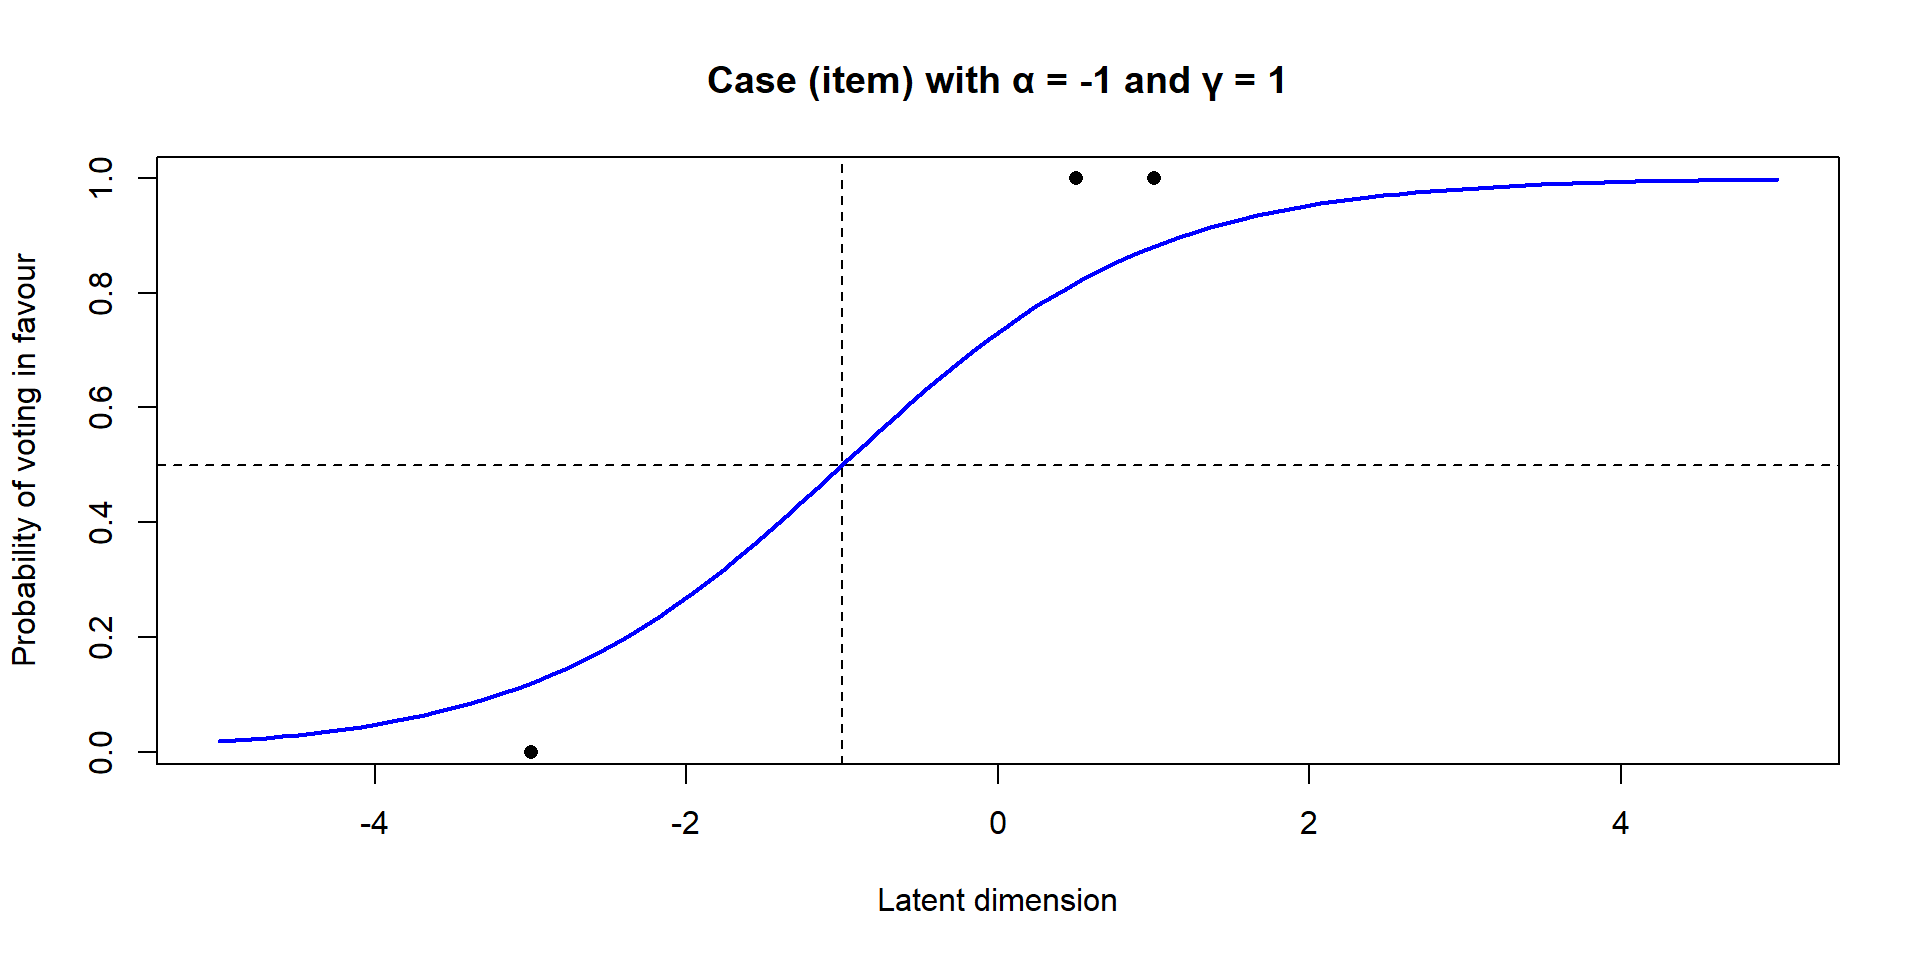 Case (item) with α = -1 and γ = 1
Probability of voting in favour
1.0
0.8
0.6
0.4
0.2
0.0
-4 -2 0 2 4
Latent dimension